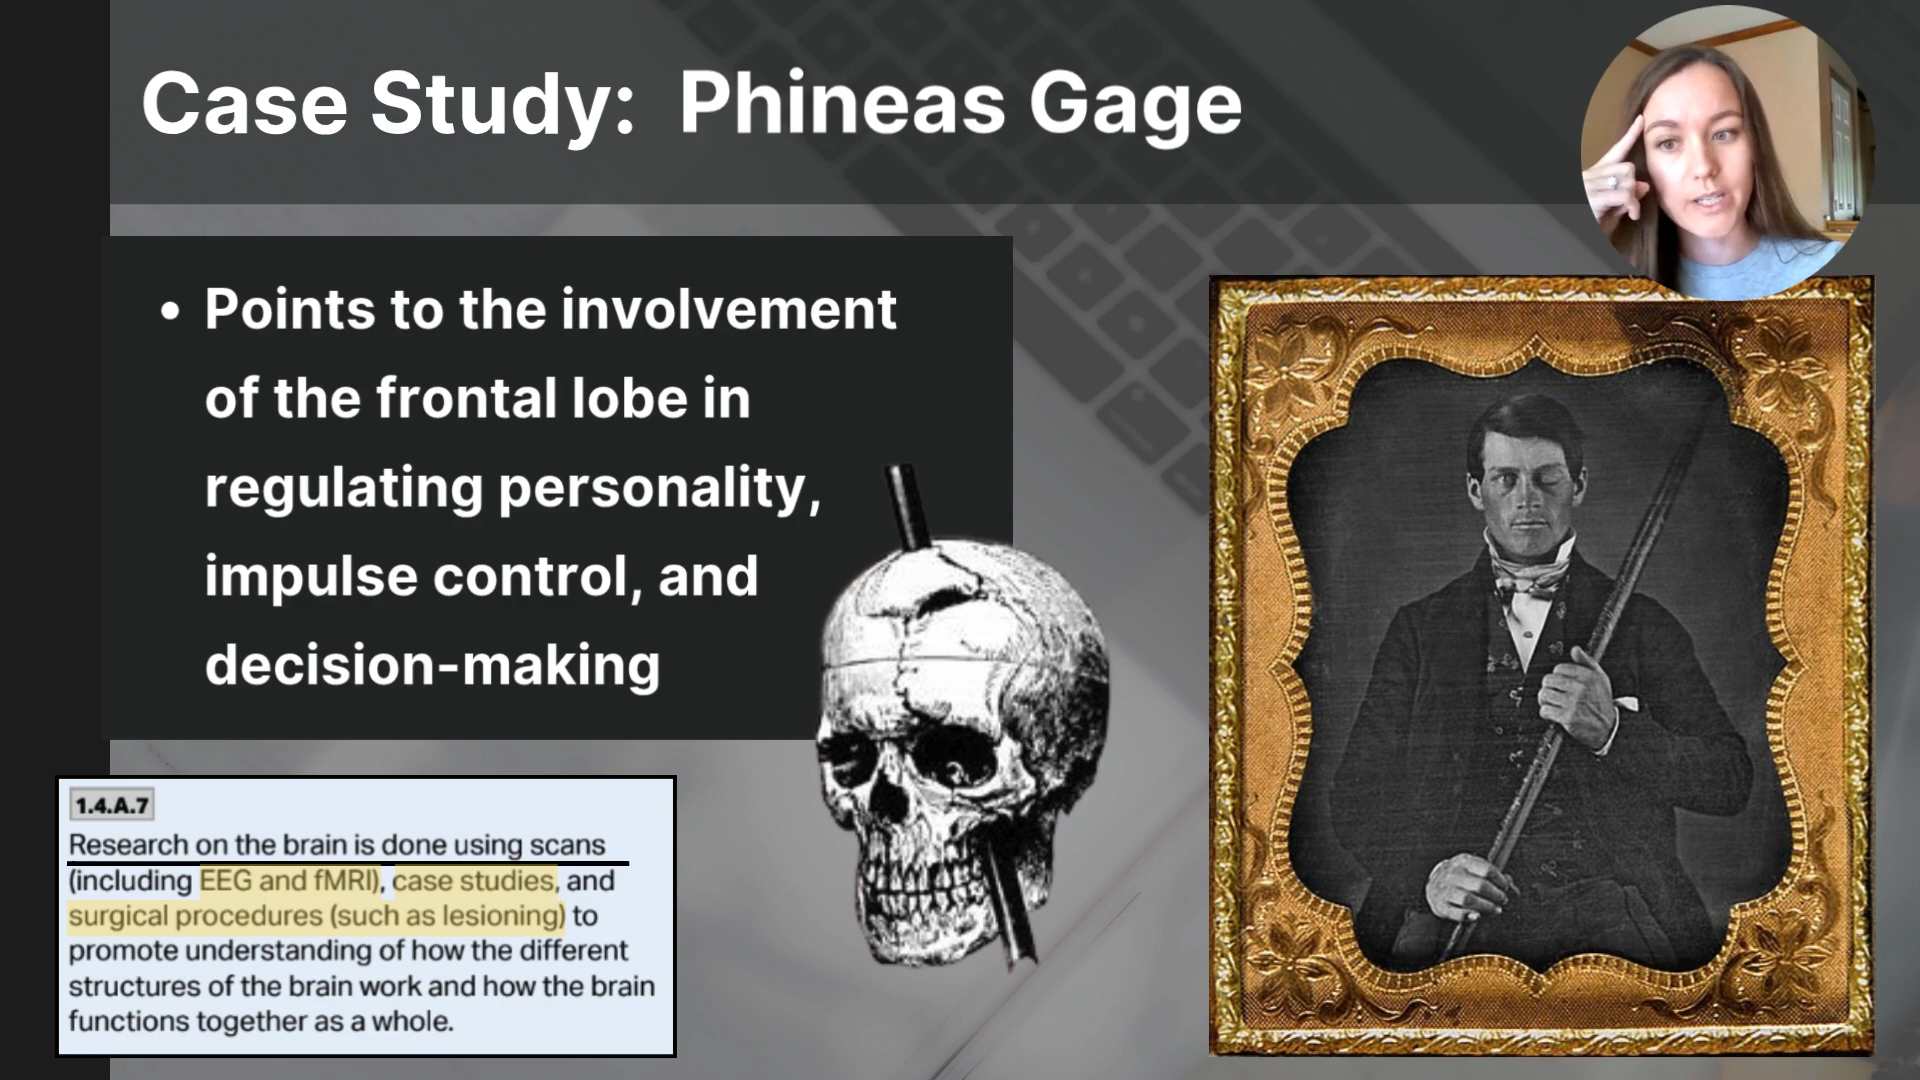 Case Study: Phineas Gage
• Points to the involvement
of the frontal lobe in
regulating personality,
impulse control, and
decision-making
1.4.A.7
Research on the brain is done using scans
(including EEG and fMRI), case studies, and
surgical procedures (such as lesioning) to
promote understanding of how the different
structures of the brain work and how the brain
functions together as a whole.